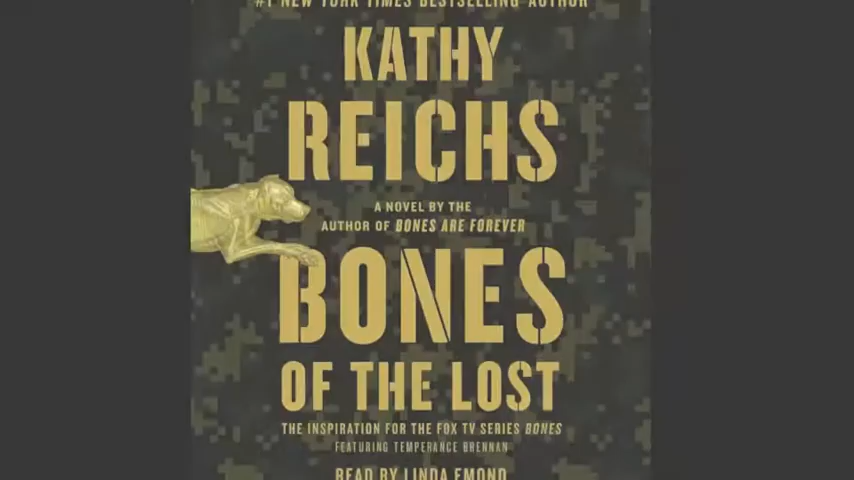 #1 NEW YORK TIMES BESTSELLING AUTHOR
KATHY
REICHS
A NOVEL BY THE
AUTHOR OF BONES ARE FOREVER
BONES
OF THE LOST
THE INSPIRATION FOR THE FOX TV SERIES BONES
FEATURING TEMPERANCE BRENNAN
READ BY LINDA EMOND